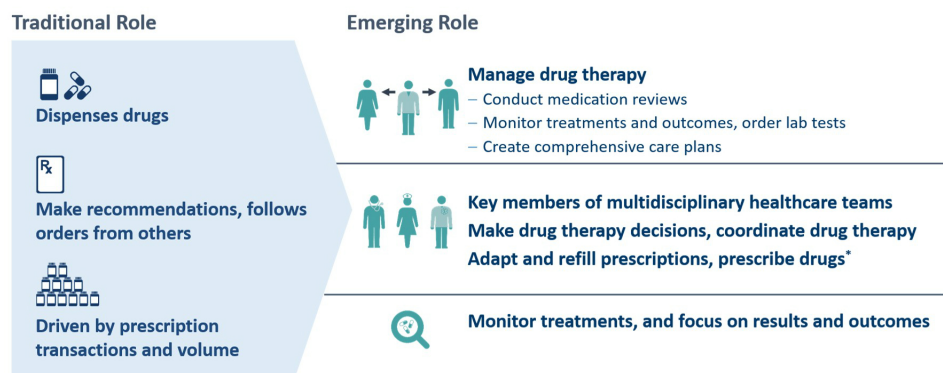 Traditional Role
Dispenses drugs
Rx
Make recommendations, follows
orders from others
Driven by prescription
transactions and volume
Emerging Role
Manage drug therapy
– Conduct medication reviews
– Monitor treatments and outcomes, order lab tests
– Create comprehensive care plans
Key members of multidisciplinary healthcare teams
Make drug therapy decisions, coordinate drug therapy
Adapt and refill prescriptions, prescribe drugs*
Monitor treatments, and focus on results and outcomes